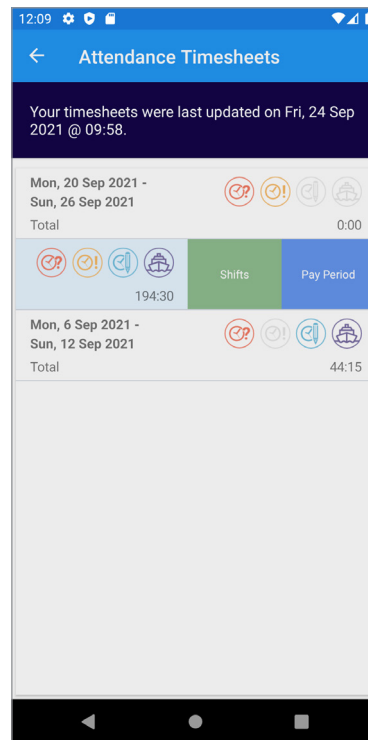 12:09
Attendance Timesheets
Your timesheets were last updated on Fri, 24 Sep
2021 @ 09:58.
Mon, 20 Sep 2021 -
Sun, 26 Sep 2021
Total 0:00
194:30
Shifts
Pay Period
Mon, 6 Sep 2021 -
Sun, 12 Sep 2021
Total 44:15